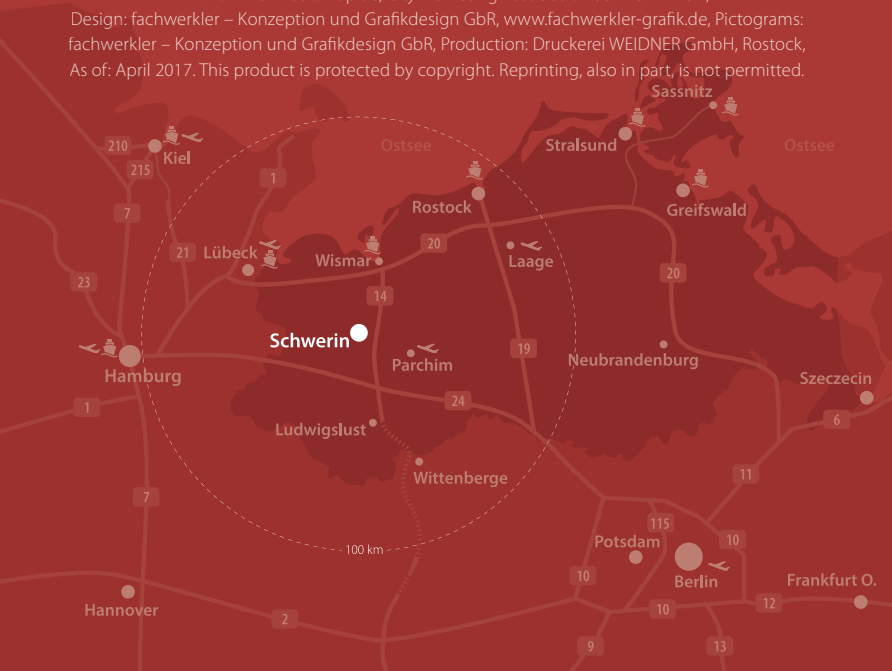 Design: fachwerkler – Konzeption und Grafikdesign GbR, www.fachwerkler-grafik.de, Pictograms:
fachwerkler – Konzeption und Grafikdesign GbR, Production: Druckerei WEIDNER GmbH, Rostock,
As of: April 2017. This product is protected by copyright. Reprinting, also in part, is not permitted.
Sassnitz
210
Kiel
Ostsee
Stralsund
Ostsee
215
1
7
Rostock
Greifswald
21
Lübeck
Wismar
20
Laage
23
14
20
Schwerin
19
Parchim
Neubrandenburg
Hamburg
Szeczecin
1
24
6
Ludwigslust
Wittenberge
11
7
115
100 km
Potsdam
10
10
Berlin
Frankfurt O.
Hannover
2
10
12
9
13